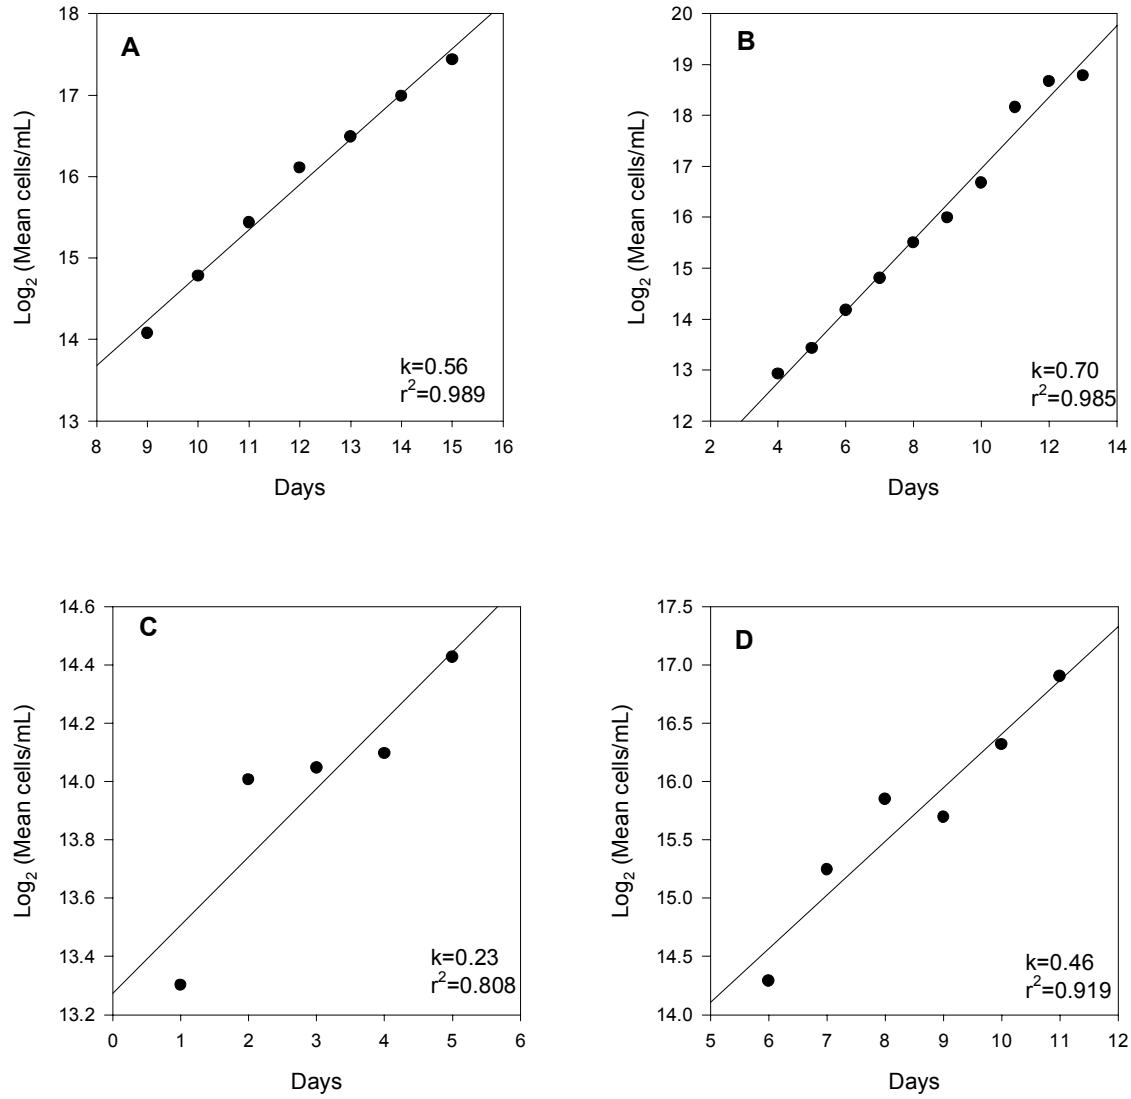 A
Log2 (Mean cells/mL)
18
17
16
15
14
13
k=0.56
r2=0.989
8 9 10 11 12 13 14 15 16
Days
B
Log2 (Mean cells/mL)
20
19
18
17
16
15
14
13
12
k=0.70
r2=0.985
2 4 6 8 10 12 14
Days
C
Log2 (Mean cells/mL)
14.6
14.4
14.2
14.0
13.8
13.6
13.4
13.2
k=0.23
r2=0.808
0 1 2 3 4 5 6
Days
D
Log2 (Mean cells/mL)
17.5
17.0
16.5
16.0
15.5
15.0
14.5
14.0
k=0.46
r2=0.919
5 6 7 8 9 10 11 12
Days